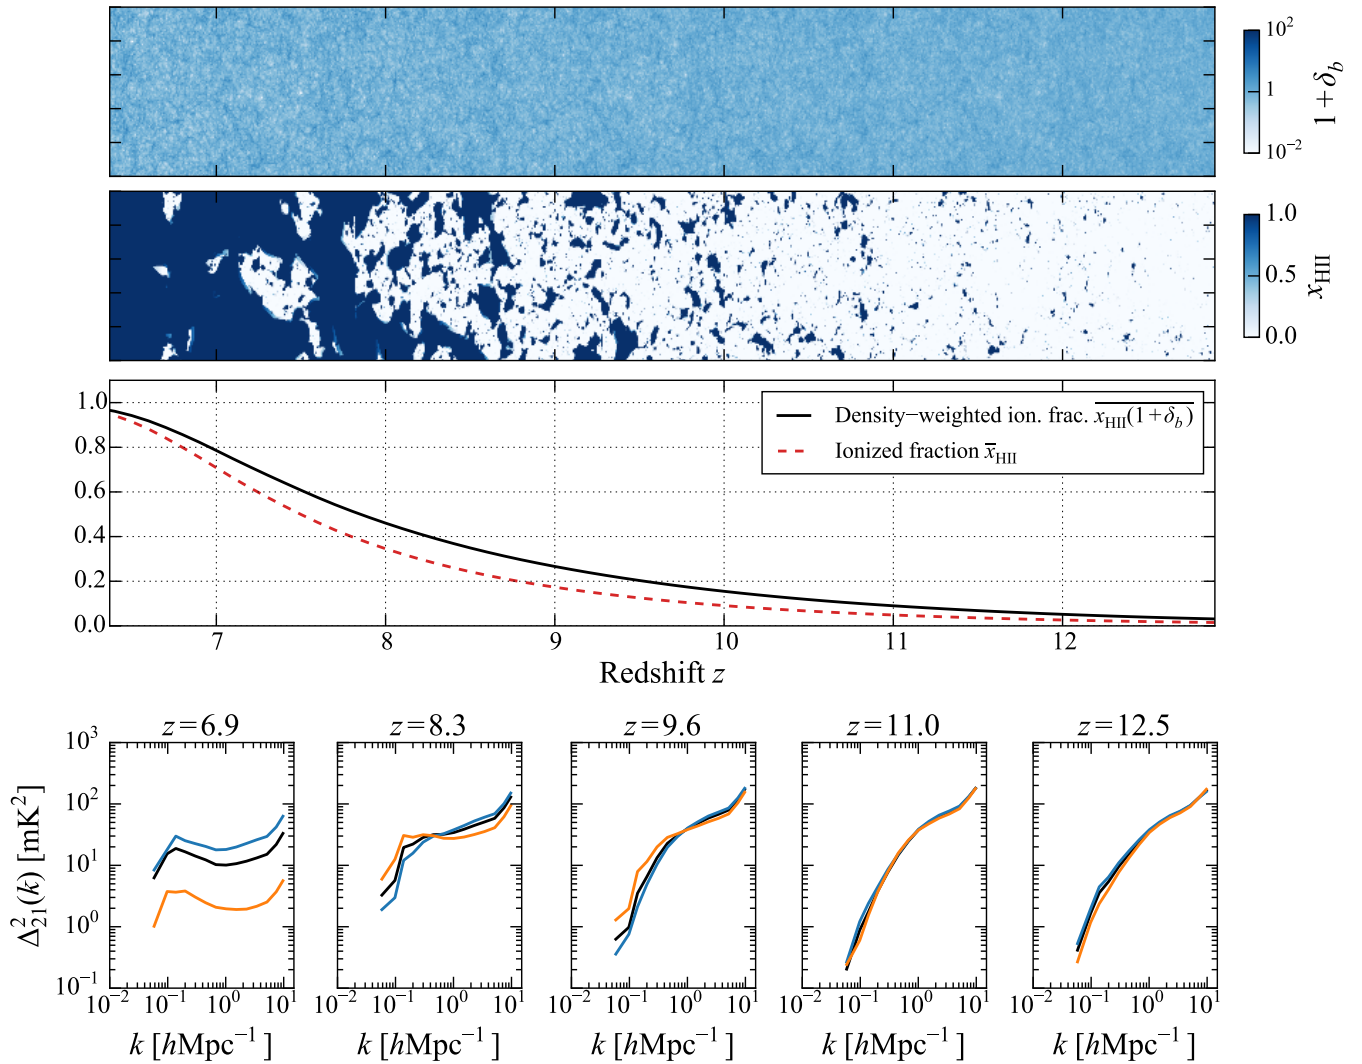 10²
1
10⁻²
1+δ_b
1.0
0.5
0.0
x_HII
1.0
0.8
0.6
0.4
0.2
0.0
Density−weighted ion. frac. x_HII(1+δ_b)
Ionized fraction x̅_HII
7 8 9 10 11 12
Redshift z
z=6.9 z=8.3 z=9.6 z=11.0 z=12.5
10³
10²
10¹
10⁰
10⁻¹
Δ²₂₁(k) [mK²]
10⁻² 10⁻¹ 10⁰ 10¹ 10⁻² 10⁻¹ 10⁰ 10¹ 10⁻² 10⁻¹ 10⁰ 10¹ 10⁻² 10⁻¹ 10⁰ 10¹ 10⁻² 10⁻¹ 10⁰ 10¹
k [hMpc⁻¹] k [hMpc⁻¹] k [hMpc⁻¹] k [hMpc⁻¹] k [hMpc⁻¹]